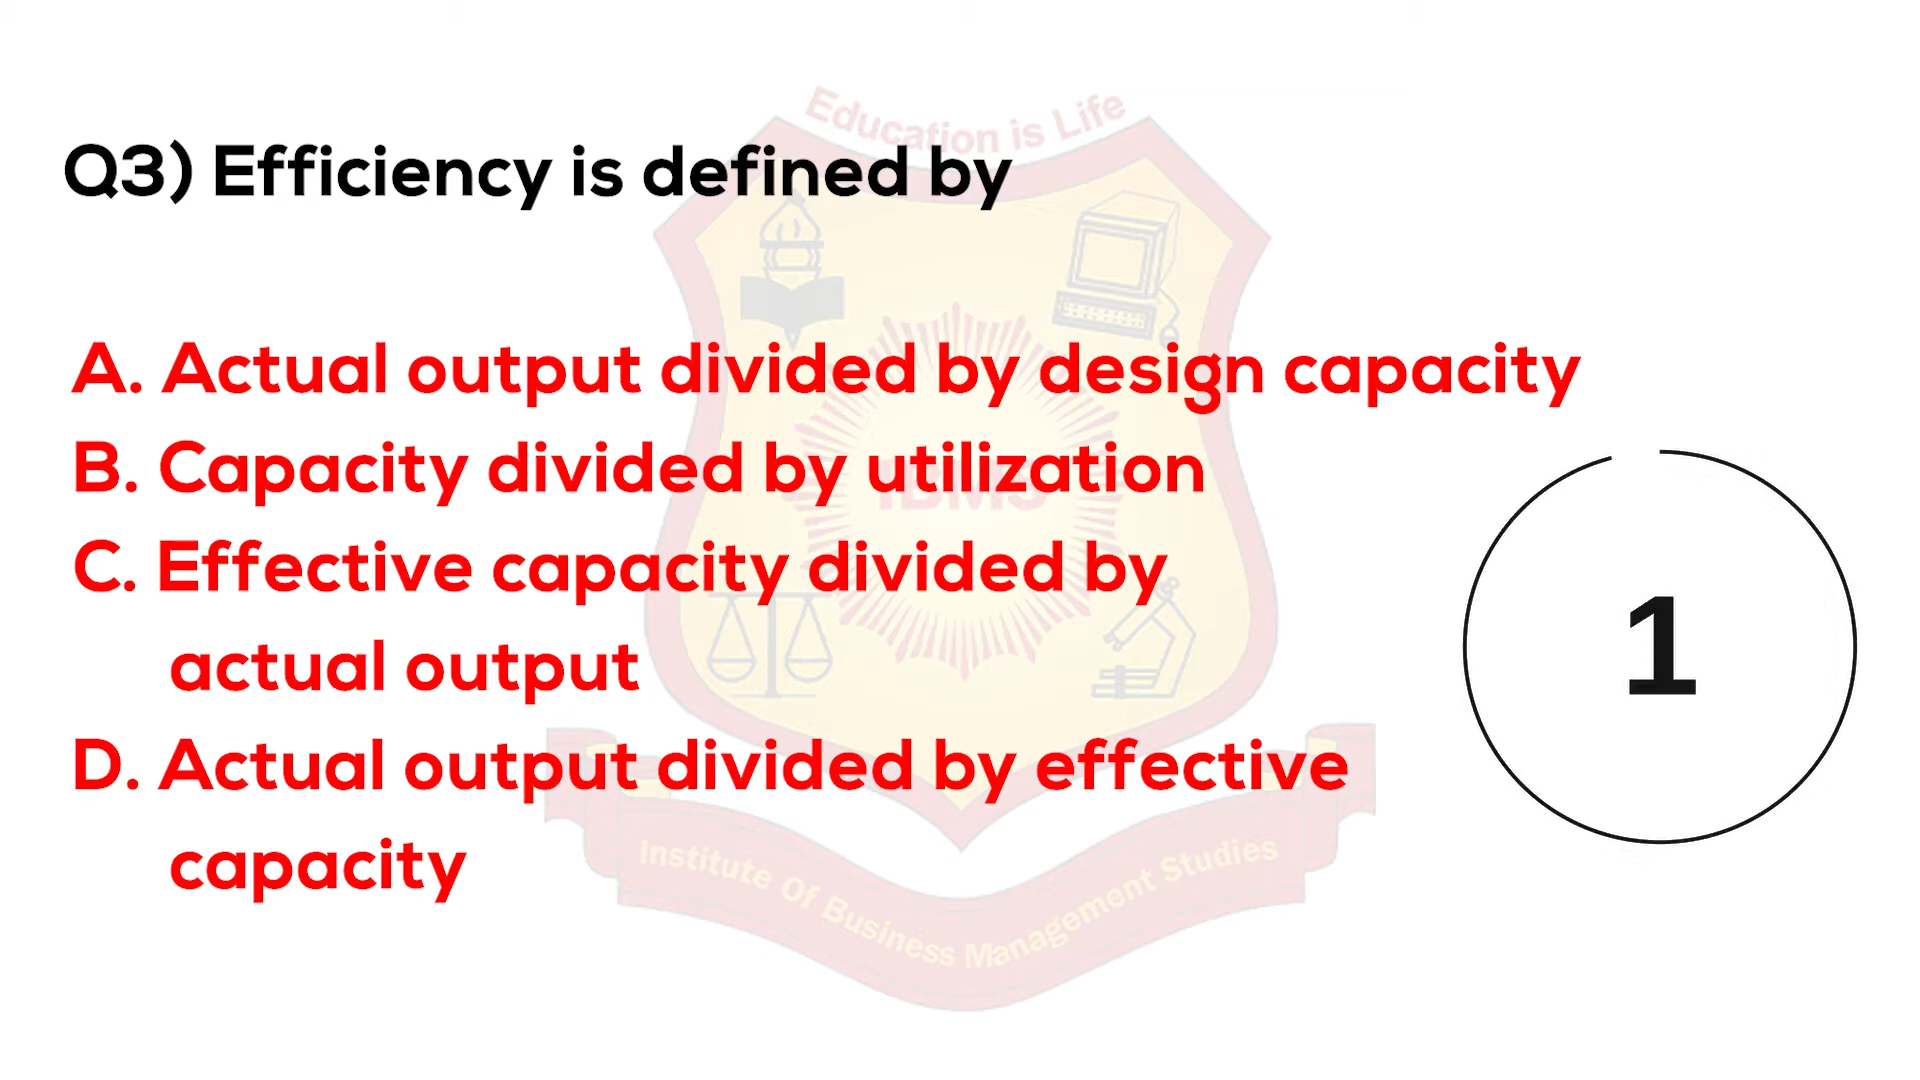 Education is Life
Q3) Efficiency is defined by
A. Actual output divided by design capacity
B. Capacity divided by utilization
IBMS
C. Effective capacity divided by
actual output
1
D. Actual output divided by effective
capacity
Institute Of Business Management Studies